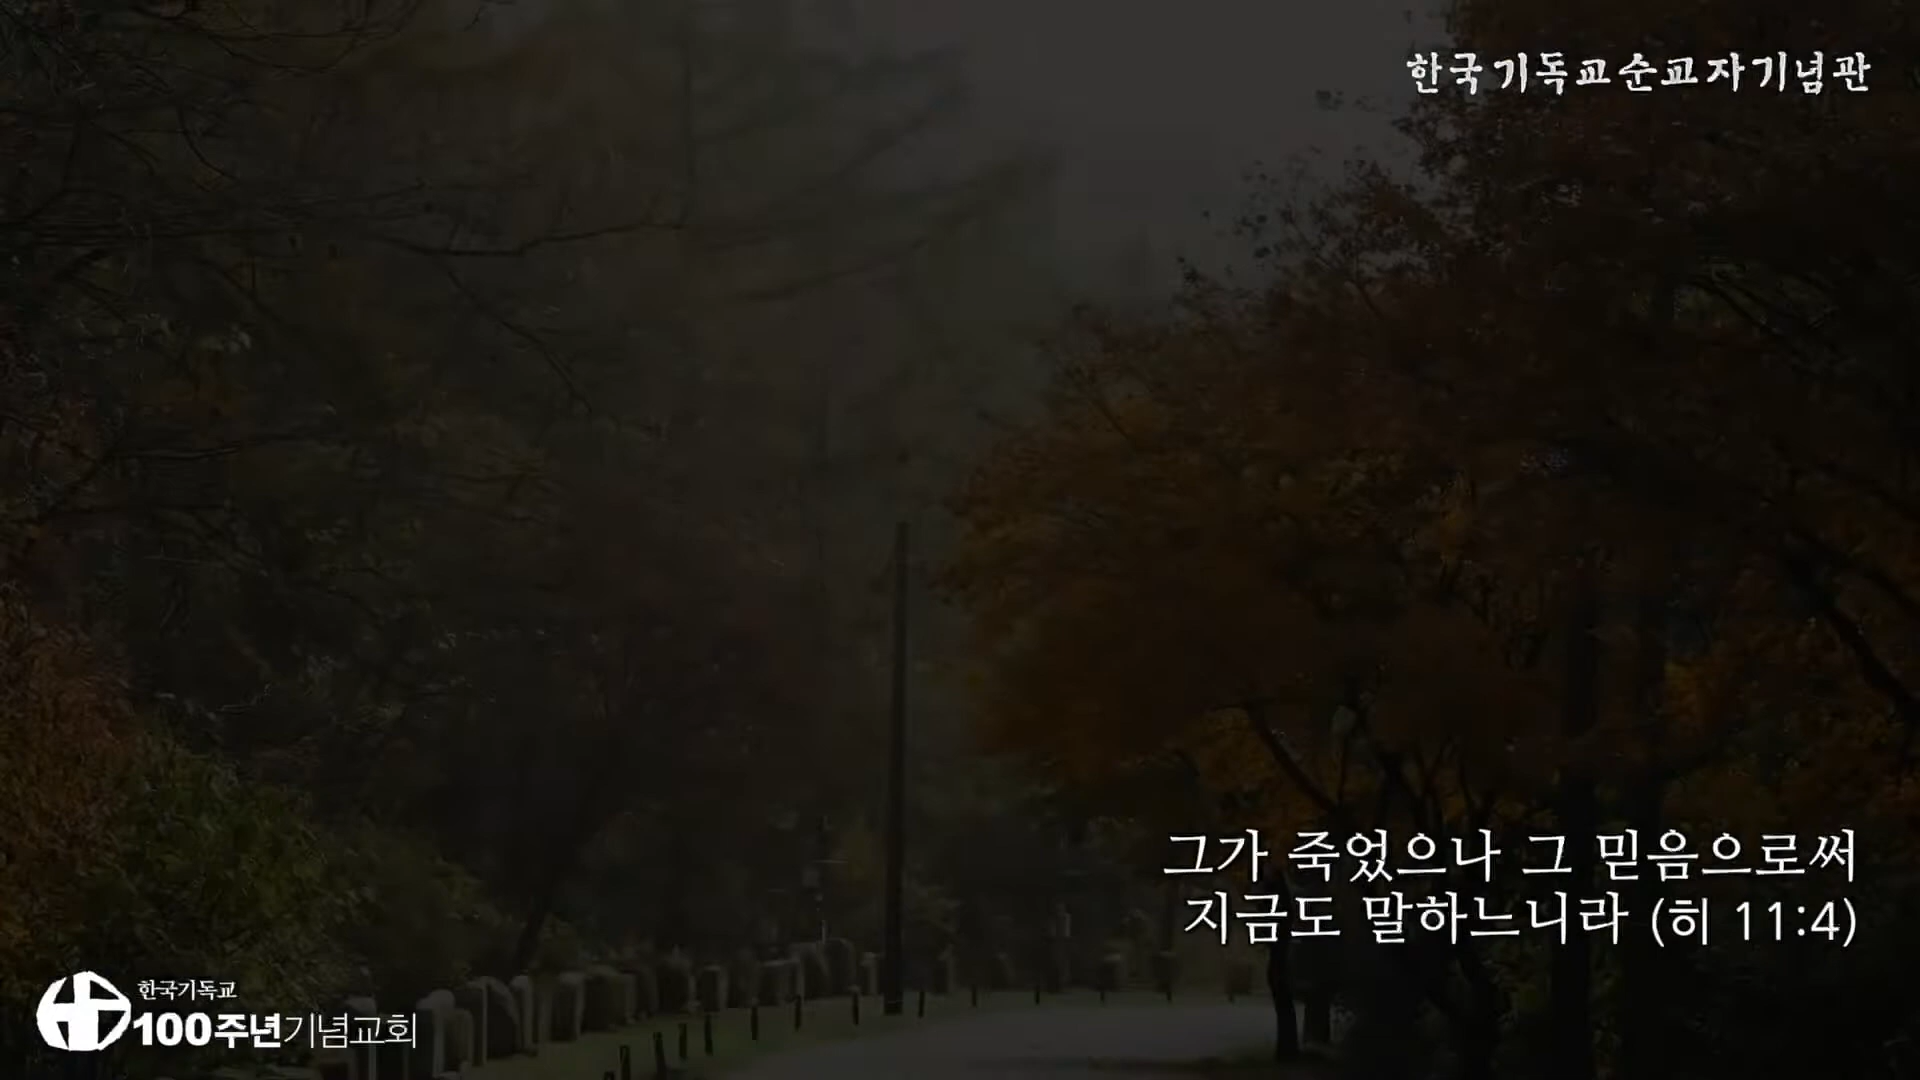 한국기독교순교자기념관
그가 죽었으나 그 믿음으로써
지금도 말하느니라 (히 11:4)
한국기독교
100주년기념교회